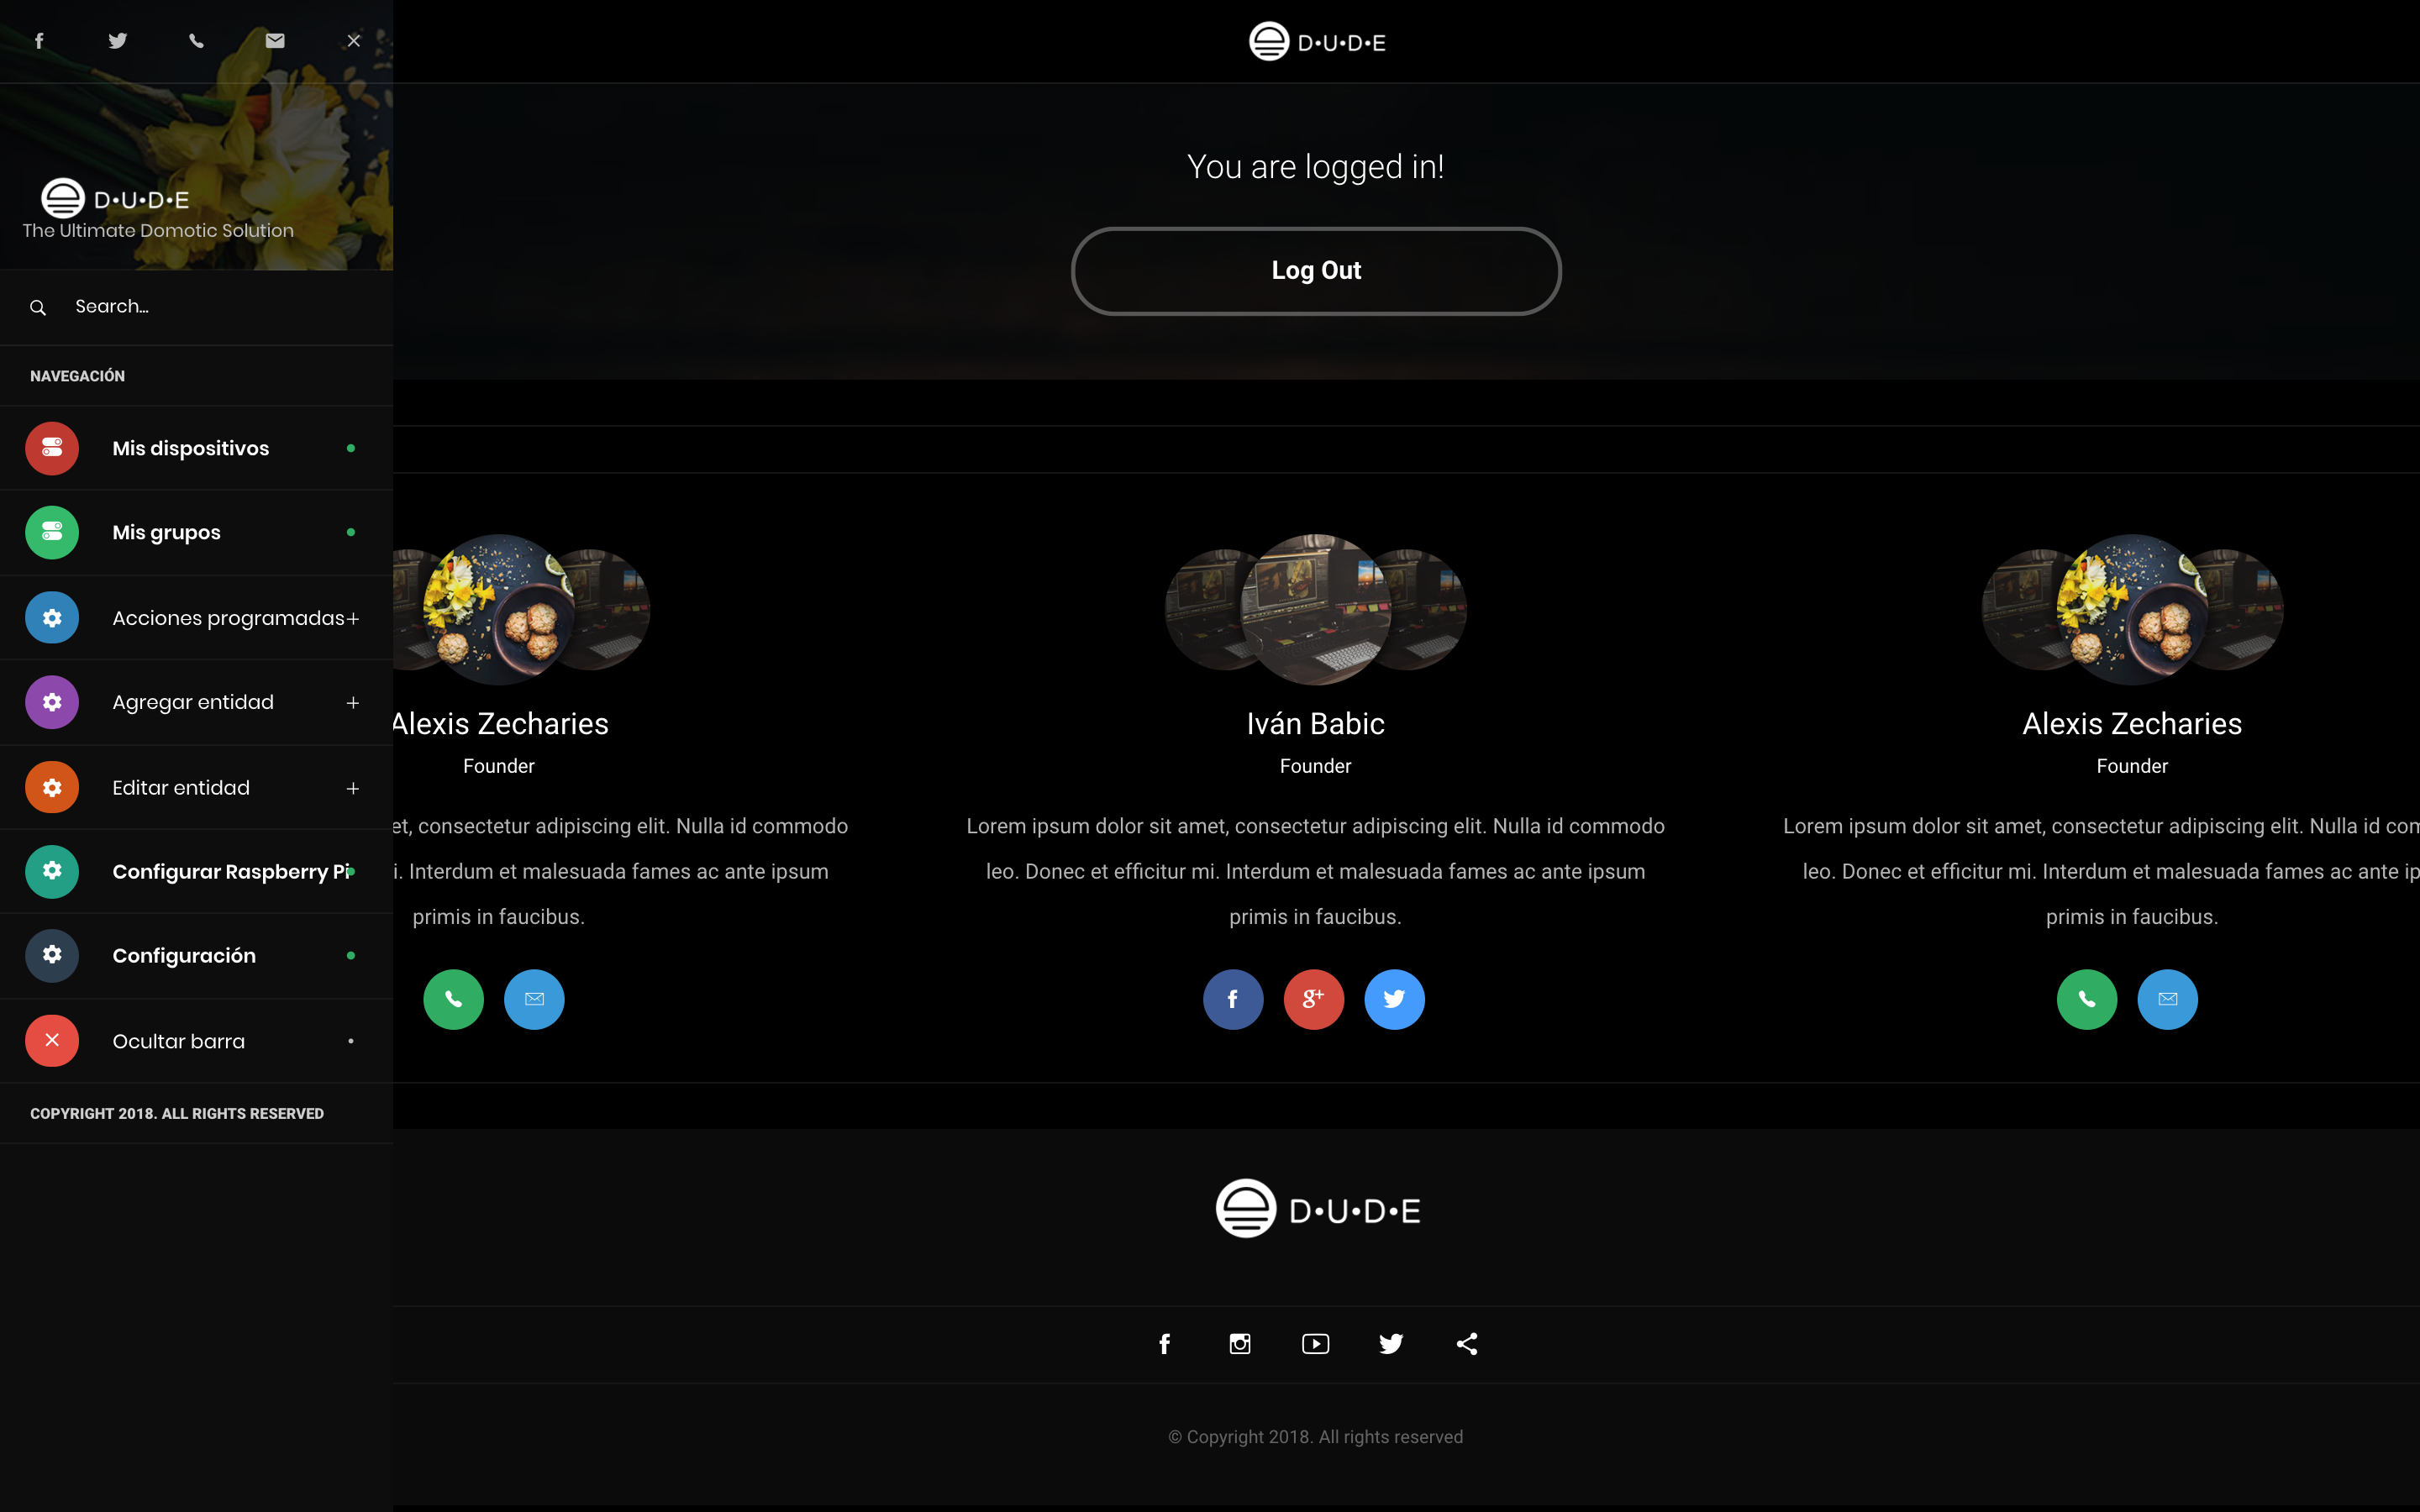 D•U•D•E
The Ultimate Domotic Solution
Search...
NAVEGACIÓN
Mis dispositivos
Mis grupos
Acciones programadas
Agregar entidad
Editar entidad
Configurar Raspberry Pi
Configuración
Ocultar barra
COPYRIGHT 2018. ALL RIGHTS RESERVED
D•U•D•E
You are logged in!
Log Out
Alexis Zecharies
Founder
et, consectetur adipiscing elit. Nulla id commodo
i. Interdum et malesuada fames ac ante ipsum
primis in faucibus.
Iván Babic
Founder
Lorem ipsum dolor sit amet, consectetur adipiscing elit. Nulla id commodo
leo. Donec et efficitur mi. Interdum et malesuada fames ac ante ipsum
primis in faucibus.
Alexis Zecharies
Founder
Lorem ipsum dolor sit amet, consectetur adipiscing elit. Nulla id com
leo. Donec et efficitur mi. Interdum et malesuada fames ac ante ip
primis in faucibus.
D•U•D•E
© Copyright 2018. All rights reserved